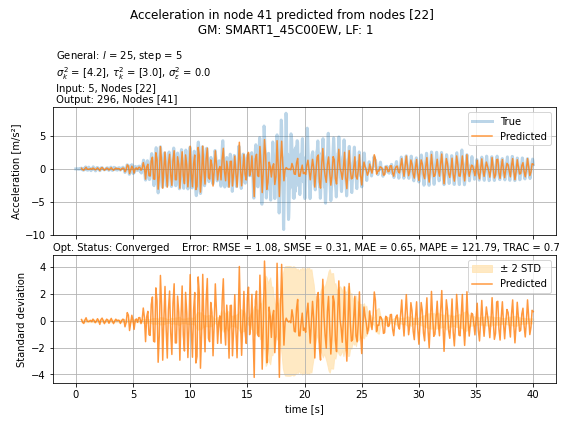 Acceleration in node 41 predicted from nodes [22]
GM: SMART1_45C00EW, LF: 1
General: l = 25, step = 5
σ²ₖ = [4.2], τ²ₖ = [3.0], σ²ε = 0.0
Input: 5, Nodes [22]
Output: 296, Nodes [41]
Acceleration [m/s²]
5
0
−5
−10
True
Predicted
Opt. Status: Converged Error: RMSE = 1.08, SMSE = 0.31, MAE = 0.65, MAPE = 121.79, TRAC = 0.7
Standard deviation
4
2
0
−2
−4
± 2 STD
Predicted
0 5 10 15 20 25 30 35 40
time [s]